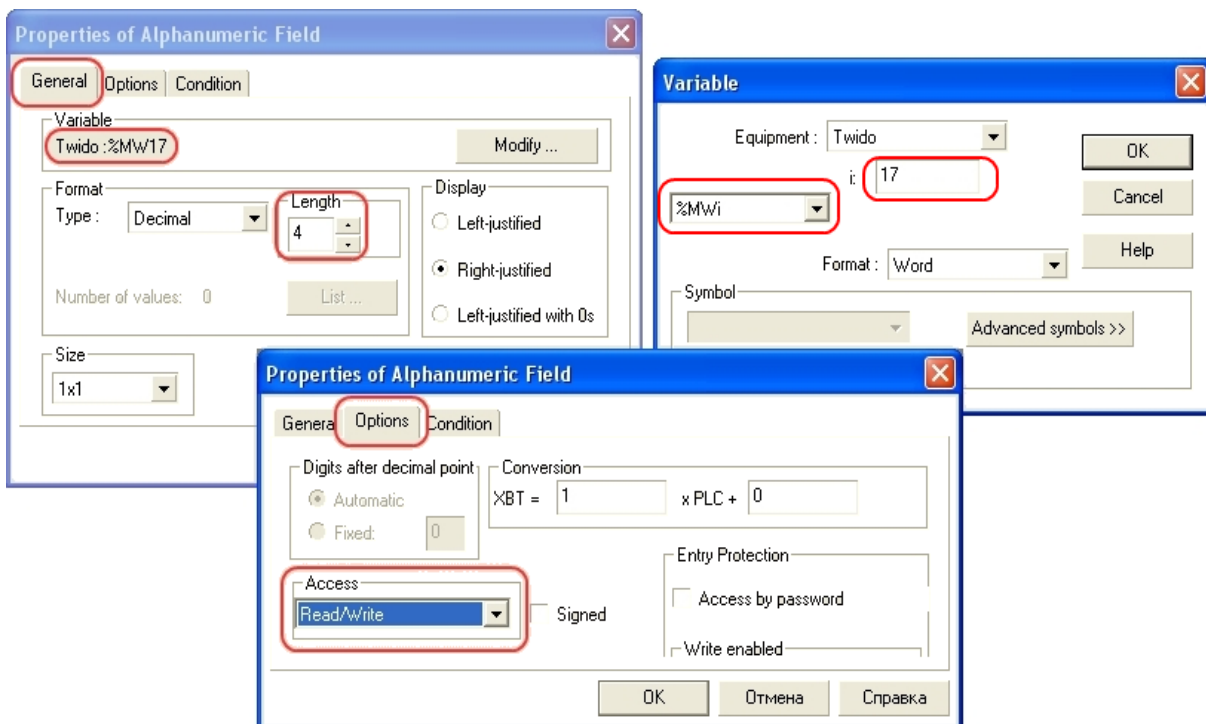 Properties of Alphanumeric Field
General Options Condition
Variable
Twido :%MW17
Modify ...
Format
Type : Decimal
Length
4
Number of values: 0
List ...
Display
Left-justified
Right-justified
Left-justified with 0s
Size
1x1
Variable
Equipment : Twido
i: 17
%MWi
Format : Word
Symbol
Advanced symbols >>
OK
Cancel
Help
Properties of Alphanumeric Field
Genera Options Condition
Digits after decimal point
Automatic
Fixed: 0
Conversion
XBT = 1 x PLC + 0
Access
Read/Write
Signed
Entry Protection
Access by password
Write enabled
OK Отмена Справка